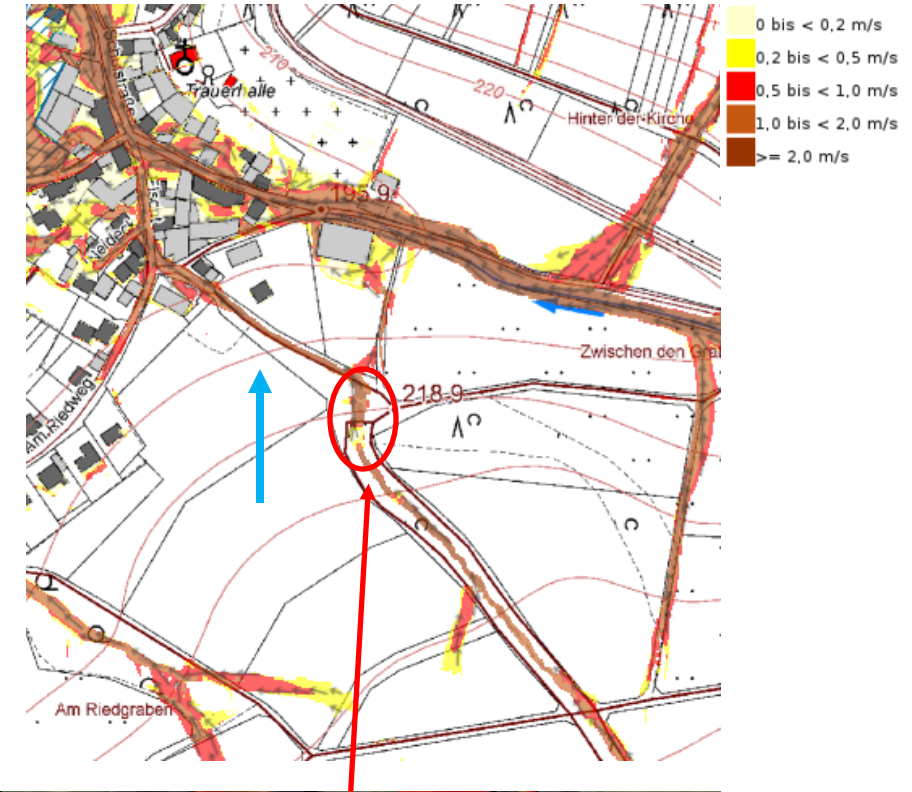 0 bis < 0,2 m/s
0,2 bis < 0,5 m/s
0,5 bis < 1,0 m/s
1,0 bis < 2,0 m/s
>= 2,0 m/s
210
Trauerhalle
220
Hinter der Kirche
195-9
Zwischen den
218-9
Am Riedweg
Am Riedgraben